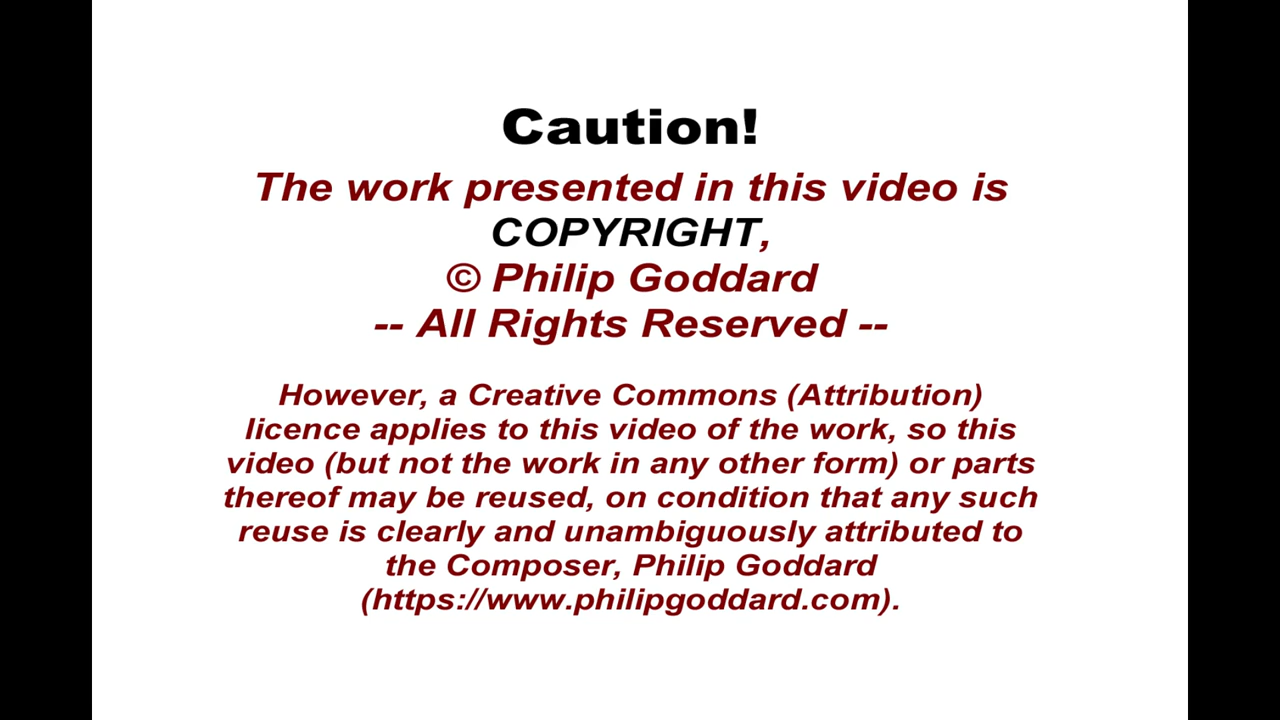 Caution!
The work presented in this video is
COPYRIGHT,
© Philip Goddard
-- All Rights Reserved --
However, a Creative Commons (Attribution)
licence applies to this video of the work, so this
video (but not the work in any other form) or parts
thereof may be reused, on condition that any such
reuse is clearly and unambiguously attributed to
the Composer, Philip Goddard
(https://www.philipgoddard.com).